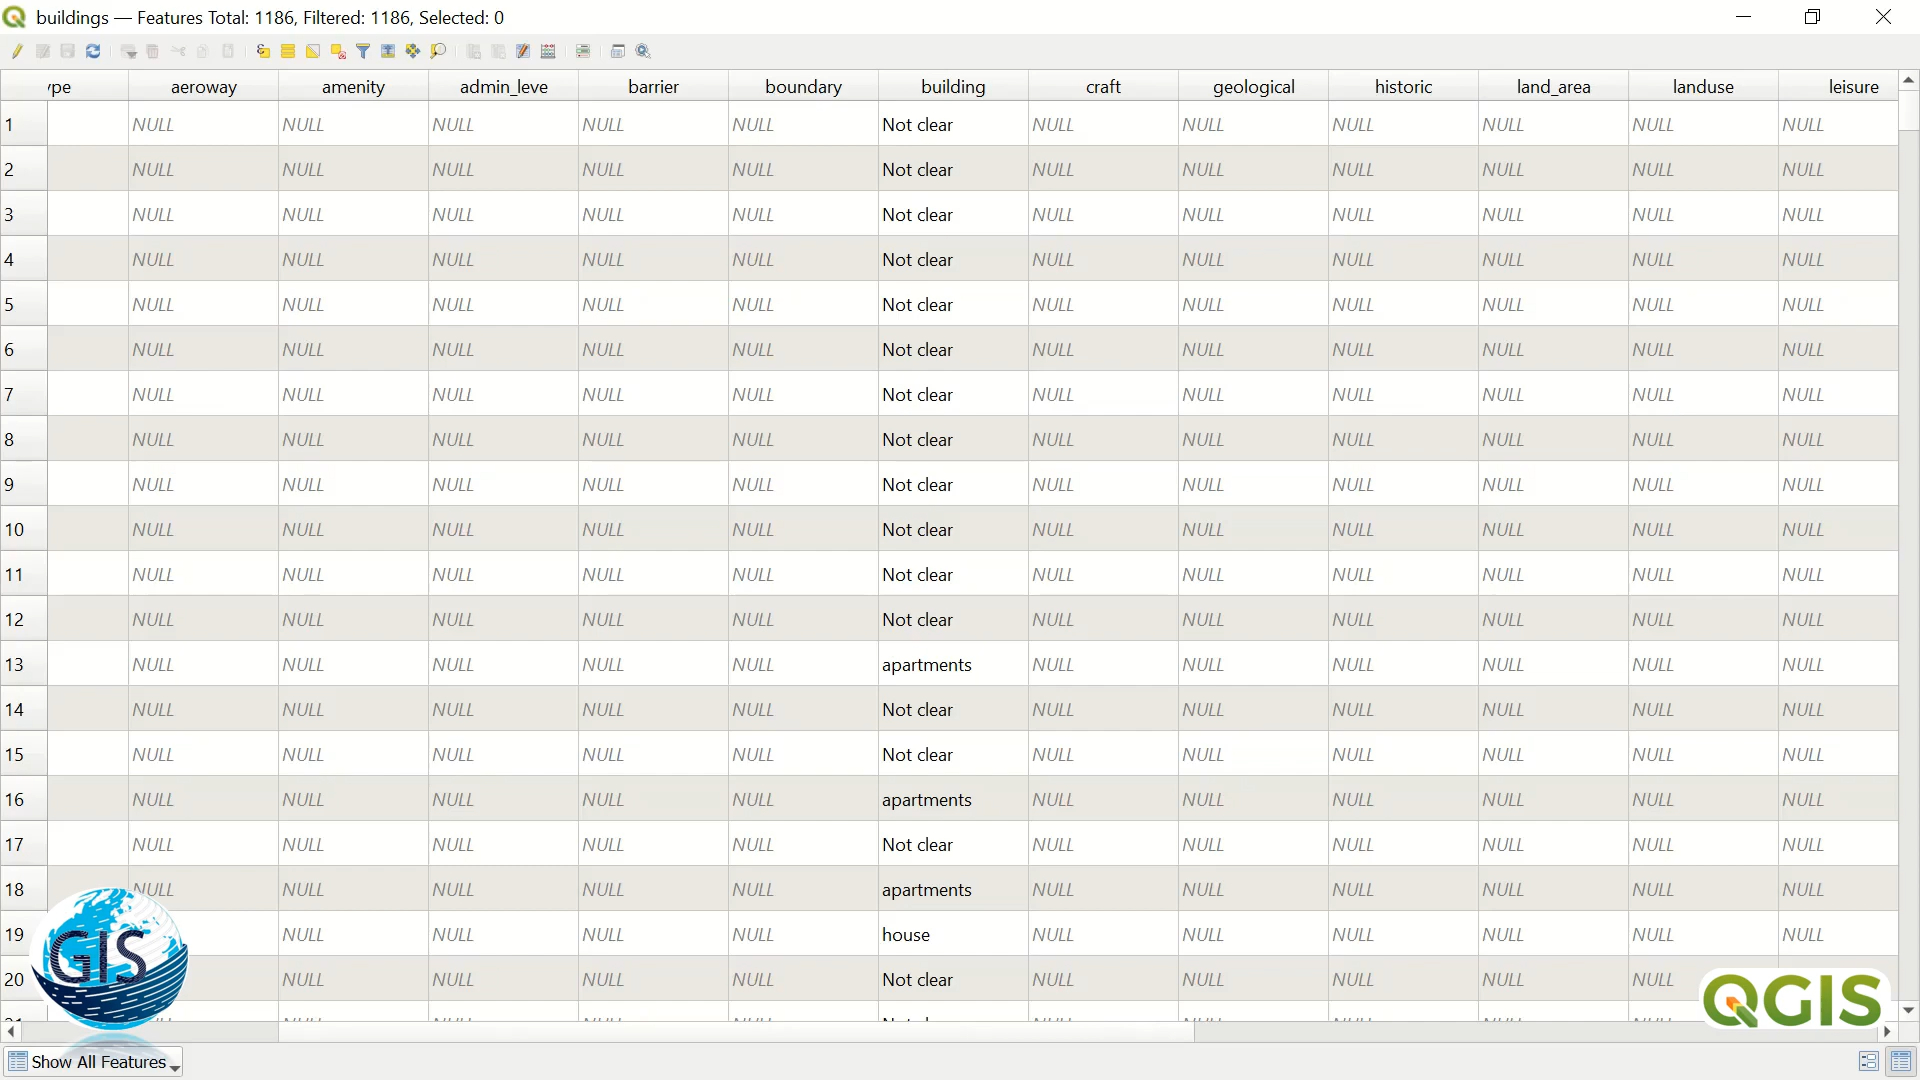 buildings — Features Total: 1186, Filtered: 1186, Selected: 0
ype aeroway amenity admin_leve barrier boundary building craft geological historic land_area landuse leisure
1 NULL NULL NULL NULL NULL Not clear NULL NULL NULL NULL NULL NULL
2 NULL NULL NULL NULL NULL Not clear NULL NULL NULL NULL NULL NULL
3 NULL NULL NULL NULL NULL Not clear NULL NULL NULL NULL NULL NULL
4 NULL NULL NULL NULL NULL Not clear NULL NULL NULL NULL NULL NULL
5 NULL NULL NULL NULL NULL Not clear NULL NULL NULL NULL NULL NULL
6 NULL NULL NULL NULL NULL Not clear NULL NULL NULL NULL NULL NULL
7 NULL NULL NULL NULL NULL Not clear NULL NULL NULL NULL NULL NULL
8 NULL NULL NULL NULL NULL Not clear NULL NULL NULL NULL NULL NULL
9 NULL NULL NULL NULL NULL Not clear NULL NULL NULL NULL NULL NULL
10 NULL NULL NULL NULL NULL Not clear NULL NULL NULL NULL NULL NULL
11 NULL NULL NULL NULL NULL Not clear NULL NULL NULL NULL NULL NULL
12 NULL NULL NULL NULL NULL Not clear NULL NULL NULL NULL NULL NULL
13 NULL NULL NULL NULL NULL apartments NULL NULL NULL NULL NULL NULL
14 NULL NULL NULL NULL NULL Not clear NULL NULL NULL NULL NULL NULL
15 NULL NULL NULL NULL NULL Not clear NULL NULL NULL NULL NULL NULL
16 NULL NULL NULL NULL NULL apartments NULL NULL NULL NULL NULL NULL
17 NULL NULL NULL NULL NULL Not clear NULL NULL NULL NULL NULL NULL
18 NULL NULL NULL NULL NULL apartments NULL NULL NULL NULL NULL NULL
19 NULL NULL NULL NULL house NULL NULL NULL NULL NULL NULL
20 NULL NULL NULL NULL Not clear NULL NULL NULL NULL NULL
GIS
QGIS
Show All Features